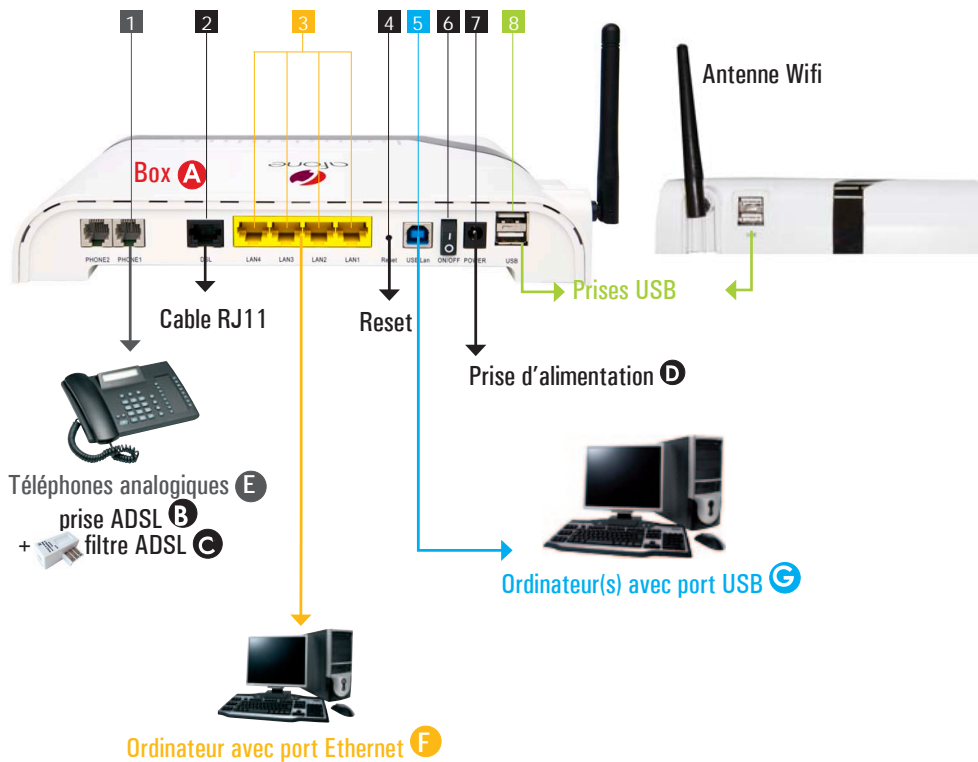 1
2
3
4
5
6
7
8
Antenne Wifi
afone
Box A
PHONE2 PHONE1 DSL LAN4 LAN3 LAN2 LAN1 Reset USB Lan ON/OFF POWER USB
Prises USB
Cable RJ11
Reset
Prise d'alimentation D
Téléphones analogiques E
prise ADSL B
+ filtre ADSL C
Ordinateur(s) avec port USB G
Ordinateur avec port Ethernet F